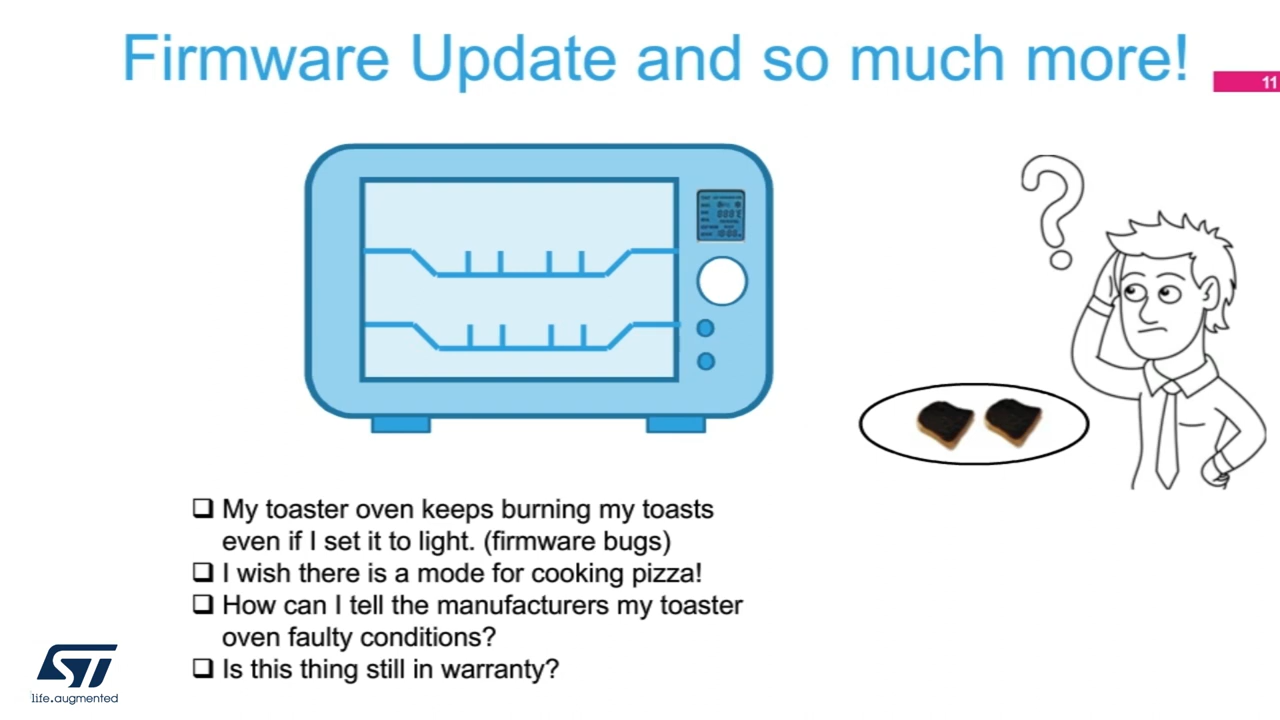 Firmware Update and so much more!
11
❑ My toaster oven keeps burning my toasts
even if I set it to light. (firmware bugs)
❑ I wish there is a mode for cooking pizza!
❑ How can I tell the manufacturers my toaster
oven faulty conditions?
❑ Is this thing still in warranty?
ST
life.augmented